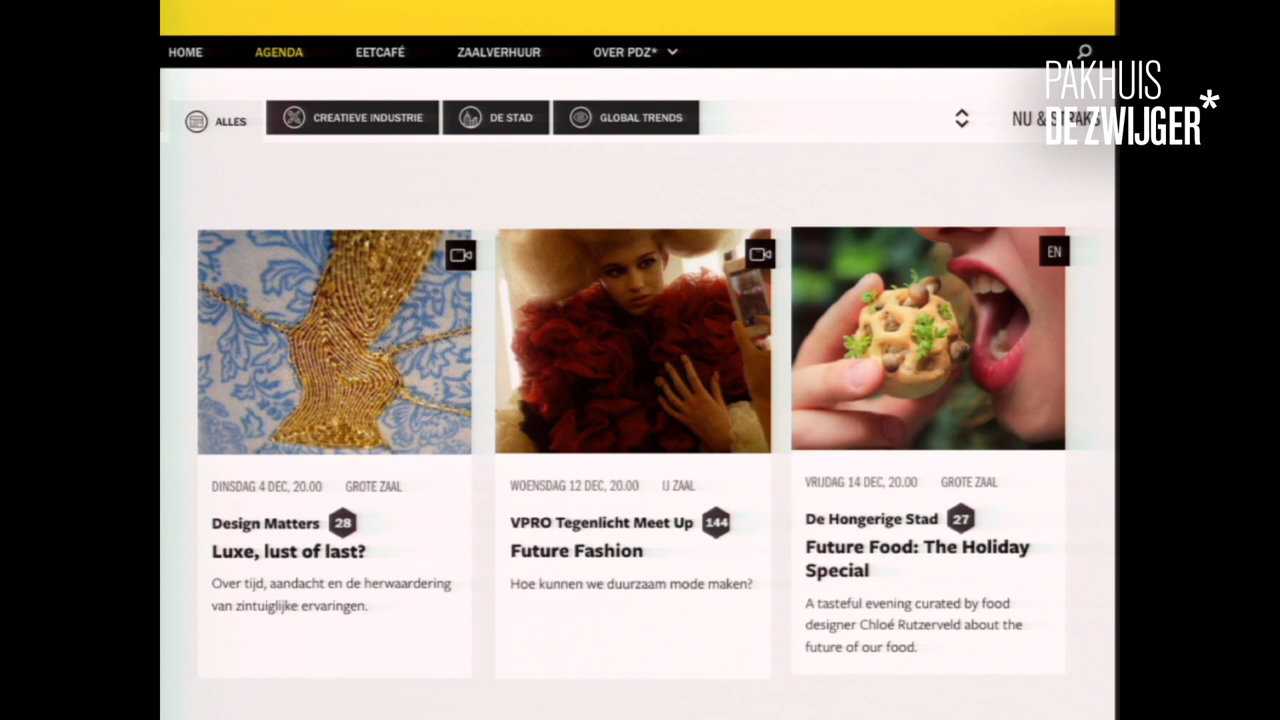 HOME AGENDA EETCAFÉ ZAALVERHUUR OVER PDZ*
PAKHUIS
DE ZWIJGER*
ALLES CREATIEVE INDUSTRIE DE STAD GLOBAL TRENDS NU & STRAKS
EN
DINSDAG 4 DEC, 20.00 GROTE ZAAL
Design Matters 28
Luxe, lust of last?
Over tijd, aandacht en de herwaardering
van zintuiglijke ervaringen.
WOENSDAG 12 DEC, 20.00 IJ ZAAL
VPRO Tegenlicht Meet Up 144
Future Fashion
Hoe kunnen we duurzaam mode maken?
VRIJDAG 14 DEC, 20.00 GROTE ZAAL
De Hongerige Stad 27
Future Food: The Holiday
Special
A tasteful evening curated by food
designer Chloé Rutzerveld about the
future of our food.